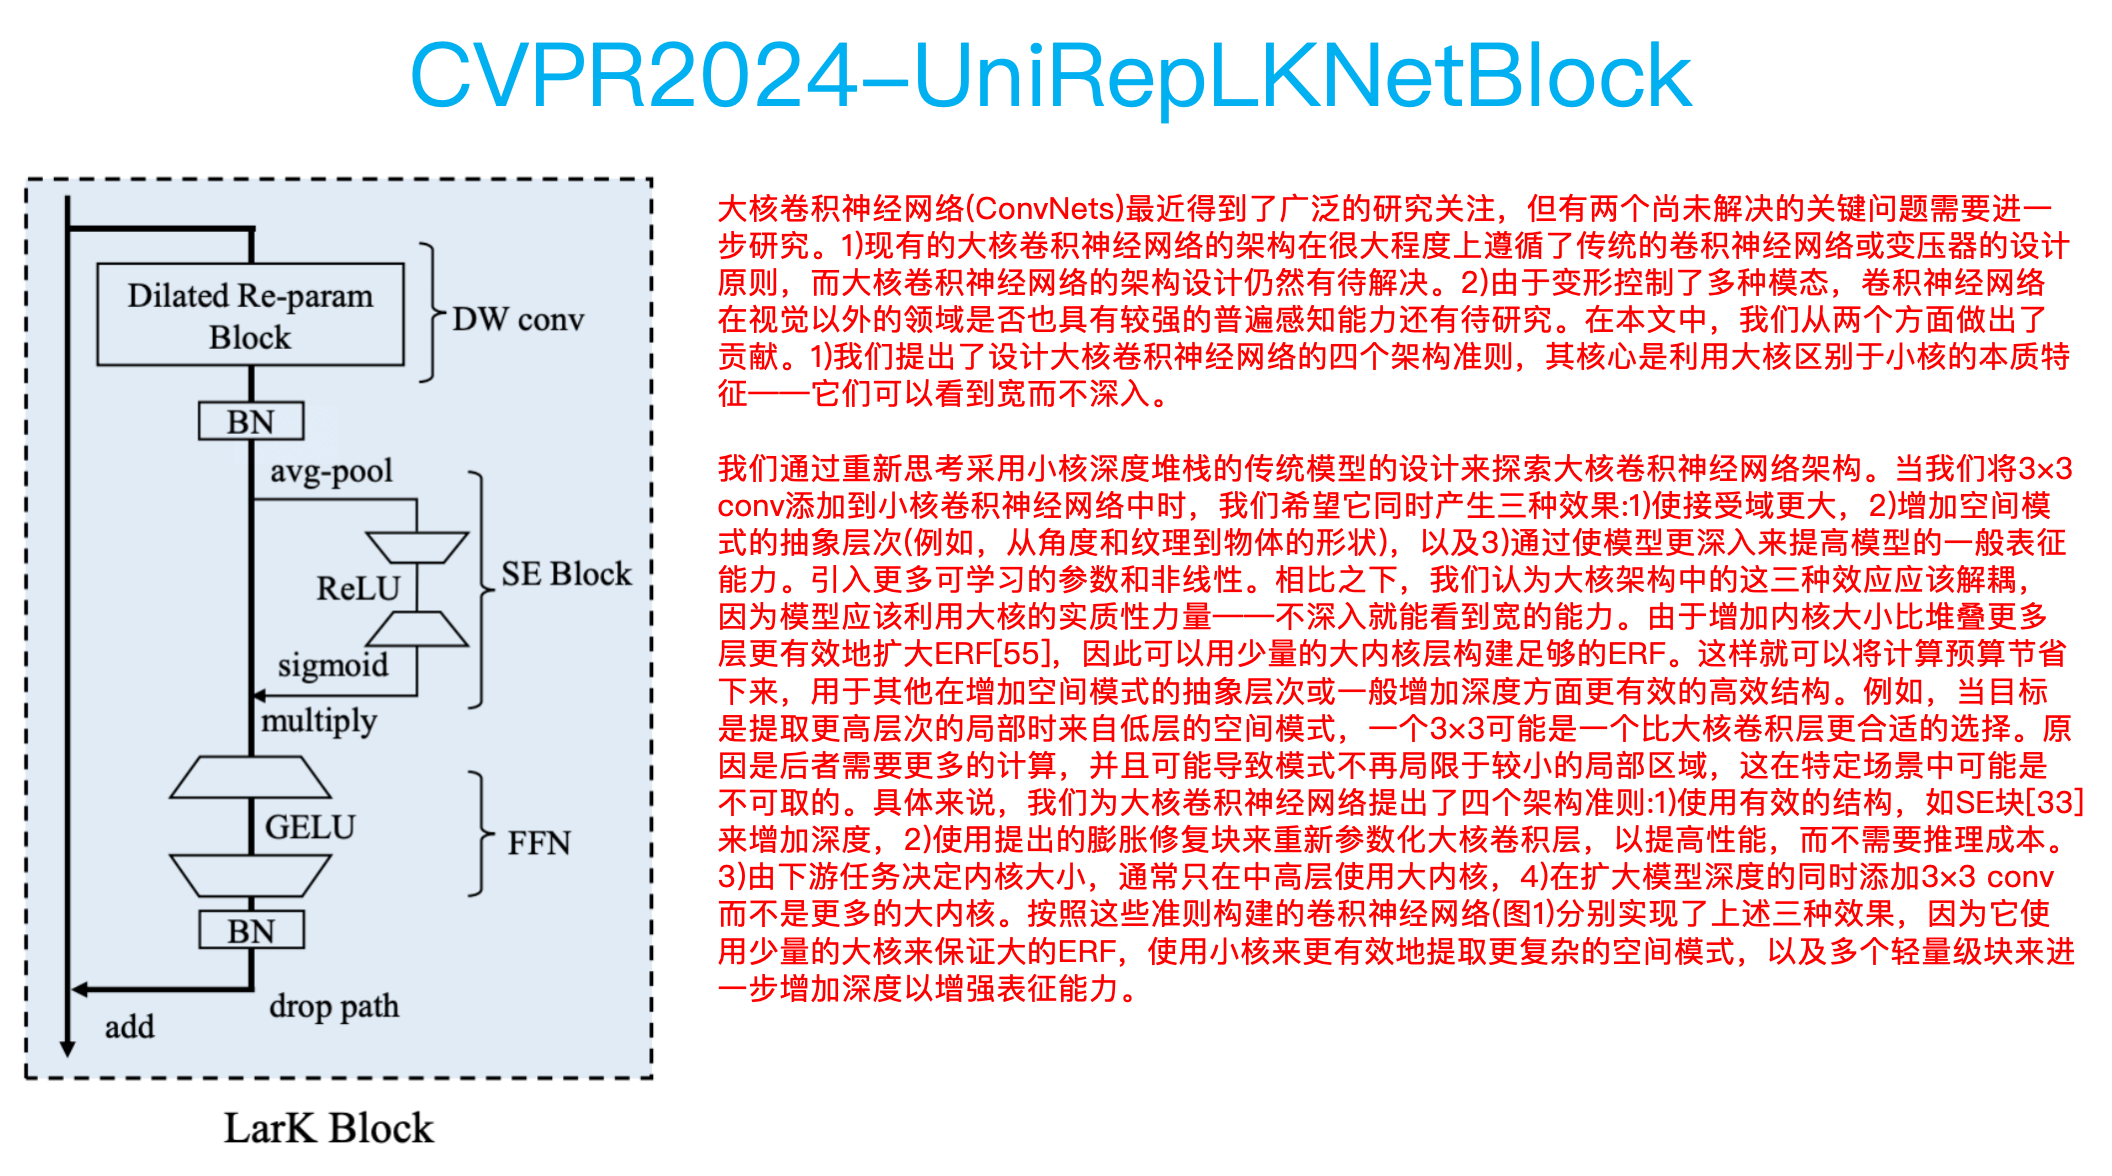 CVPR2024-UniRepLKNetBlock
Dilated Re-param
Block
DW conv
BN
avg-pool
ReLU
SE Block
sigmoid
multiply
GELU
FFN
BN
drop path
add
LarK Block
大核卷积神经网络(ConvNets)最近得到了广泛的研究关注，但有两个尚未解决的关键问题需要进一
步研究。1)现有的大核卷积神经网络的架构在很大程度上遵循了传统的卷积神经网络或变压器的设计
原则，而大核卷积神经网络的架构设计仍然有待解决。2)由于变形控制了多种模态，卷积神经网络
在视觉以外的领域是否也具有较强的普遍感知能力还有待研究。在本文中，我们从两个方面做出了
贡献。1)我们提出了设计大核卷积神经网络的四个架构准则，其核心是利用大核区别于小核的本质特
征——它们可以看到宽而不深入。
我们通过重新思考采用小核深度堆栈的传统模型的设计来探索大核卷积神经网络架构。当我们将3×3
conv添加到小核卷积神经网络中时，我们希望它同时产生三种效果:1)使接受域更大，2)增加空间模
式的抽象层次(例如，从角度和纹理到物体的形状)，以及3)通过使模型更深入来提高模型的一般表征
能力。引入更多可学习的参数和非线性。相比之下，我们认为大核架构中的这三种效应应该解耦，
因为模型应该利用大核的实质性力量——不深入就能看到宽的能力。由于增加内核大小比堆叠更多
层更有效地扩大ERF[55]，因此可以用少量的大内核层构建足够的ERF。这样就可以将计算预算节省
下来，用于其他在增加空间模式的抽象层次或一般增加深度方面更有效的高效结构。例如，当目标
是提取更高层次的局部时来自低层的空间模式，一个3×3可能是一个比大核卷积层更合适的选择。原
因是后者需要更多的计算，并且可能导致模式不再局限于较小的局部区域，这在特定场景中可能是
不可取的。具体来说，我们为大核卷积神经网络提出了四个架构准则:1)使用有效的结构，如SE块[33]
来增加深度，2)使用提出的膨胀修复块来重新参数化大核卷积层，以提高性能，而不需要推理成本。
3)由下游任务决定内核大小，通常只在中高层使用大内核，4)在扩大模型深度的同时添加3×3 conv
而不是更多的大内核。按照这些准则构建的卷积神经网络(图1)分别实现了上述三种效果，因为它使
用少量的大核来保证大的ERF，使用小核来更有效地提取更复杂的空间模式，以及多个轻量级块来进
一步增加深度以增强表征能力。